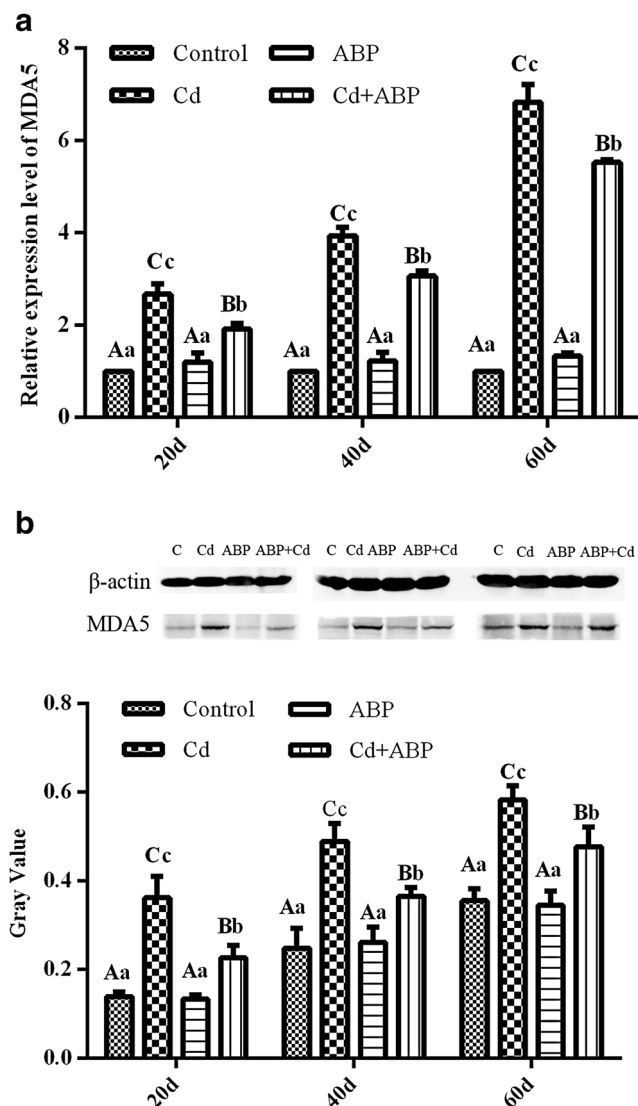 a
Control ABP
Cd Cd+ABP
Relative expression level of MDA5
8
6
4
2
0
Aa Cc Aa Bb
Aa Cc Aa Bb
Aa Cc Aa Bb
20d 40d 60d
b
C Cd ABP ABP+Cd C Cd ABP ABP+Cd C Cd ABP ABP+Cd
β-actin
MDA5
Control ABP
Cd Cd+ABP
Gray Value
0.8
0.6
0.4
0.2
0.0
Aa Cc Aa Bb
Aa Cc Aa Bb
Aa Cc Aa Bb
20d 40d 60d